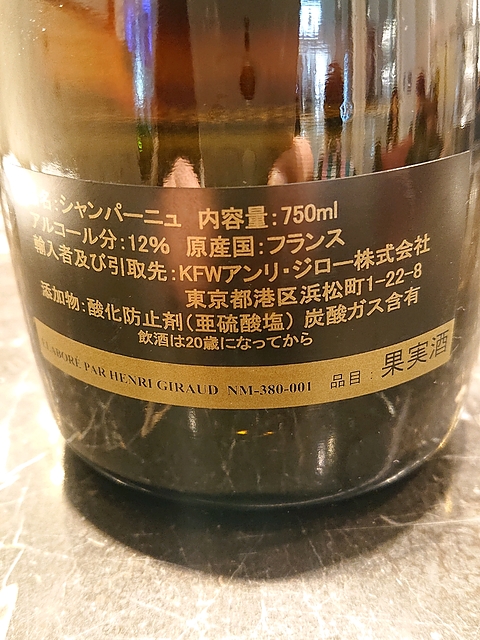 名:シャンパーニュ 内容量:750ml
アルコール分:12% 原産国:フランス
輸入者及び引取先:KFWアンリ・ジロー株式会社
東京都港区浜松町1-22-8
添加物:酸化防止剤(亜硫酸塩) 炭酸ガス含有
飲酒は20歳になってから
ELABORÉ PAR HENRI GIRAUD NM-380-001 品目:果実酒